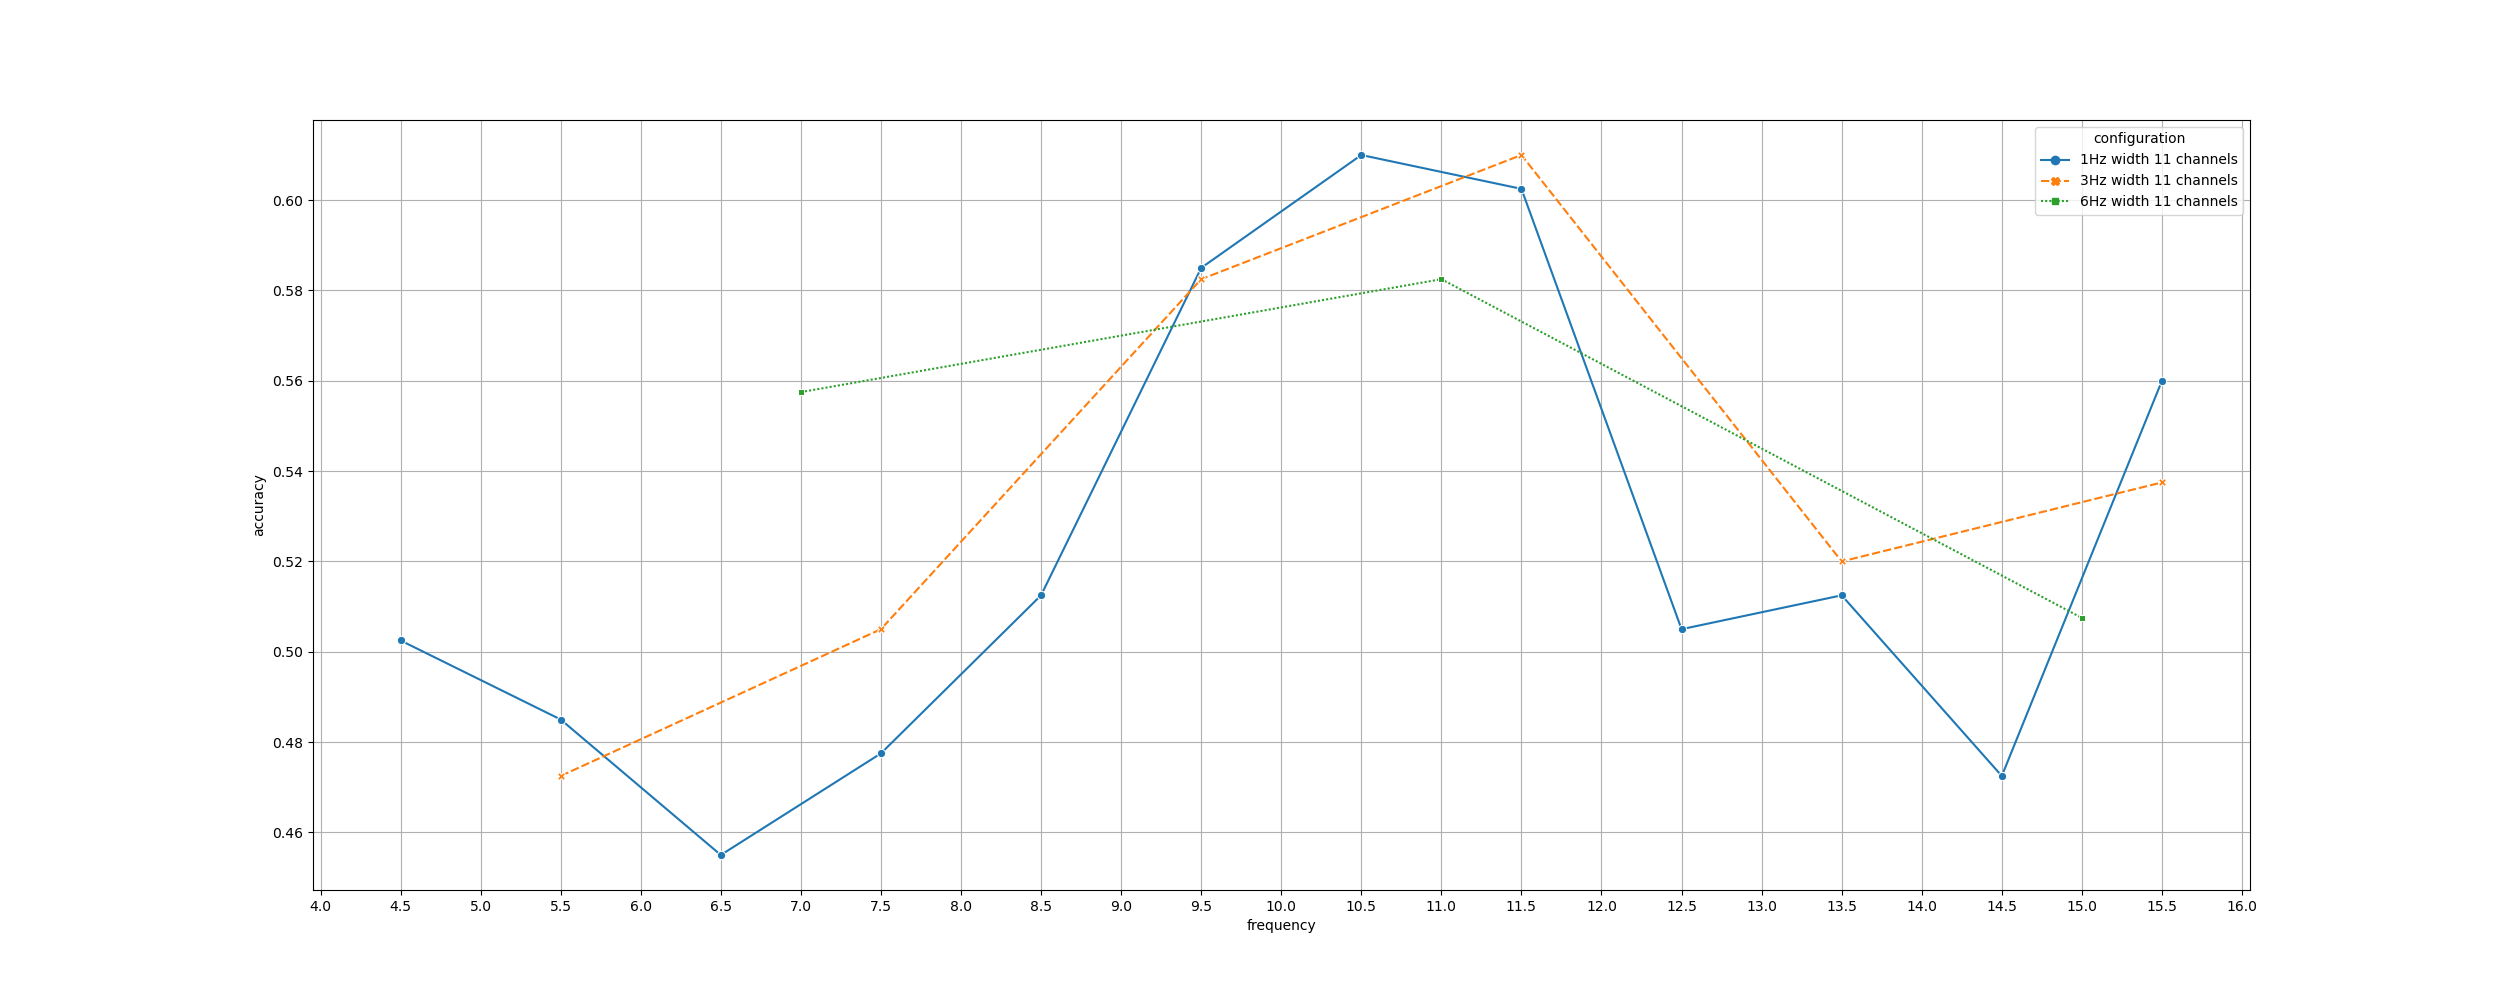 configuration
1Hz width 11 channels
3Hz width 11 channels
6Hz width 11 channels
0.60
0.58
0.56
0.54
0.52
0.50
0.48
0.46
accuracy
4.0 4.5 5.0 5.5 6.0 6.5 7.0 7.5 8.0 8.5 9.0 9.5 10.0 10.5 11.0 11.5 12.0 12.5 13.0 13.5 14.0 14.5 15.0 15.5 16.0
frequency